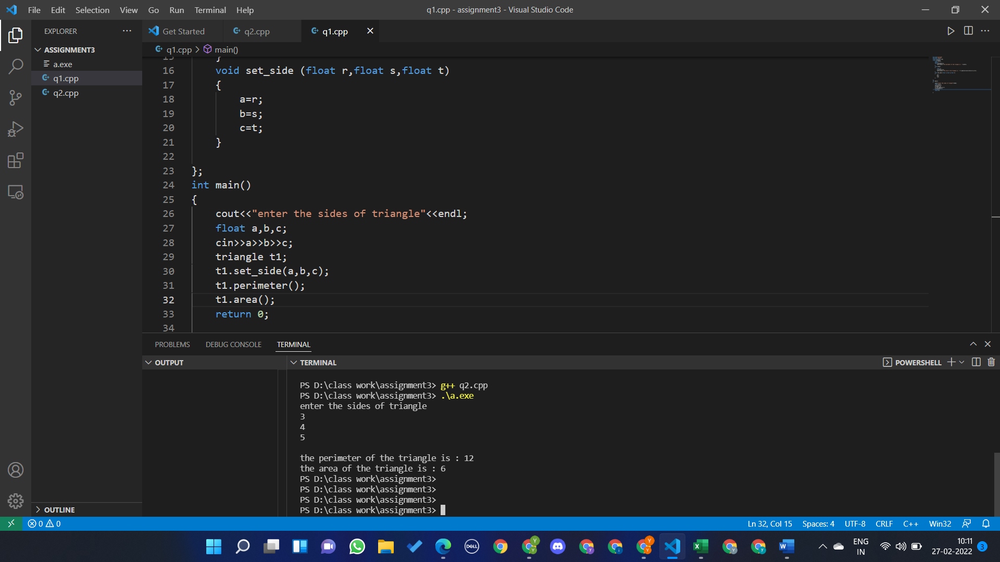 File Edit Selection View Go Run Terminal Help
q1.cpp - assignment3 - Visual Studio Code
EXPLORER
ASSIGNMENT3
a.exe
q1.cpp
q2.cpp
OUTLINE
Get Started
q2.cpp
q1.cpp
q1.cpp > main()
15 }
16 void set_side (float r,float s,float t)
17 {
18 a=r;
19 b=s;
20 c=t;
21 }
22
23 };
24 int main()
25 {
26 cout<<"enter the sides of triangle"<<endl;
27 float a,b,c;
28 cin>>a>>b>>c;
29 triangle t1;
30 t1.set_side(a,b,c);
31 t1.perimeter();
32 t1.area();
33 return 0;
34
PROBLEMS DEBUG CONSOLE TERMINAL
OUTPUT
TERMINAL
POWERSHELL
PS D:\class work\assignment3> g++ q2.cpp
PS D:\class work\assignment3> .\a.exe
enter the sides of triangle
3
4
5
the perimeter of the triangle is : 12
the area of the triangle is : 6
PS D:\class work\assignment3>
PS D:\class work\assignment3>
PS D:\class work\assignment3>
PS D:\class work\assignment3>
0 0
Ln 32, Col 15 Spaces: 4 UTF-8 CRLF C++ Win32
DELL
ENG
IN
10:11
27-02-2022
3